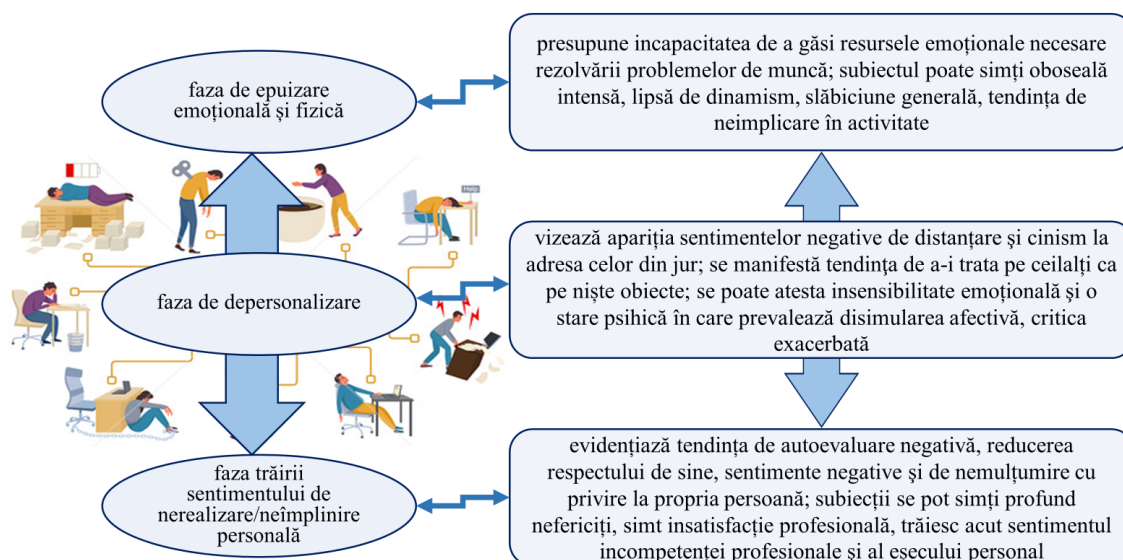 faza de epuizare
emoțională și fizică
presupune incapacitatea de a găsi resursele emoționale necesare
rezolvării problemelor de muncă; subiectul poate simți oboseală
intensă, lipsă de dinamism, slăbiciune generală, tendința de
neimplicare în activitate
Help
faza de depersonalizare
vizează apariția sentimentelor negative de distanțare și cinism la
adresa celor din jur; se manifestă tendința de a-i trata pe ceilalți ca
pe niște obiecte; se poate atesta insensibilitate emoțională și o
stare psihică în care prevalează disimularea afectivă, critica
exacerbată
faza trăirii
sentimentului de
nerealizare/neîmplinire
personală
evidențiază tendința de autoevaluare negativă, reducerea
respectului de sine, sentimente negative și de nemulțumire cu
privire la propria persoană; subiecții se pot simți profund
nefericiți, simt insatisfacție profesională, trăiesc acut sentimentul
incompetenței profesionale și al eșecului personal